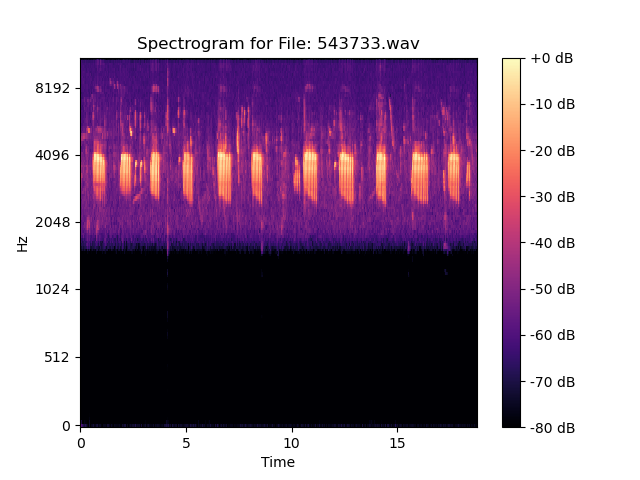 Spectrogram for File: 543733.wav
8192
4096
2048
1024
512
0
Hz
0
5
10
15
Time
+0 dB
-10 dB
-20 dB
-30 dB
-40 dB
-50 dB
-60 dB
-70 dB
-80 dB